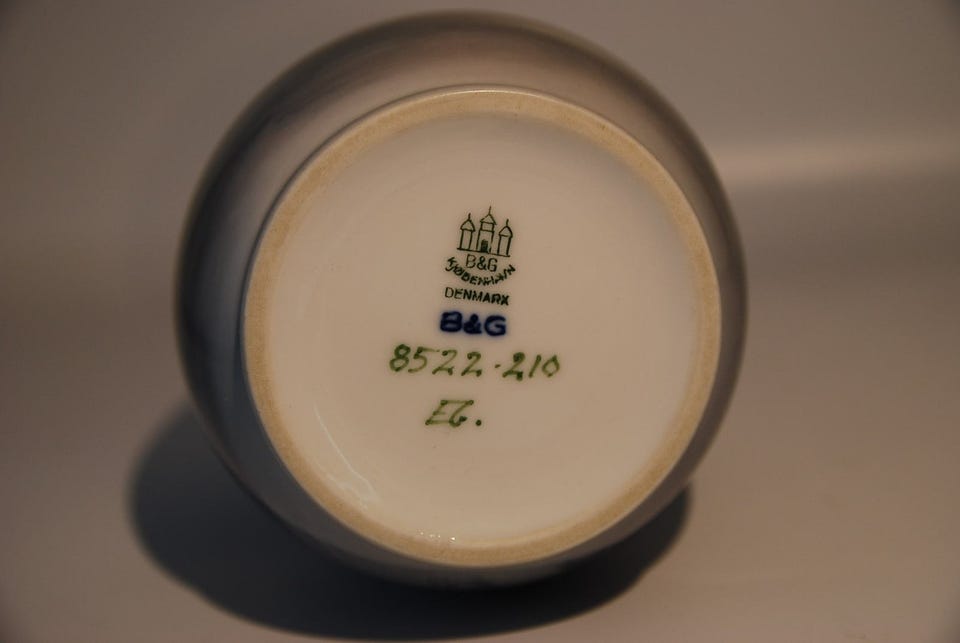 B&G
KJØBENHAVN
DENMARK
B&G
8522-210
EG.